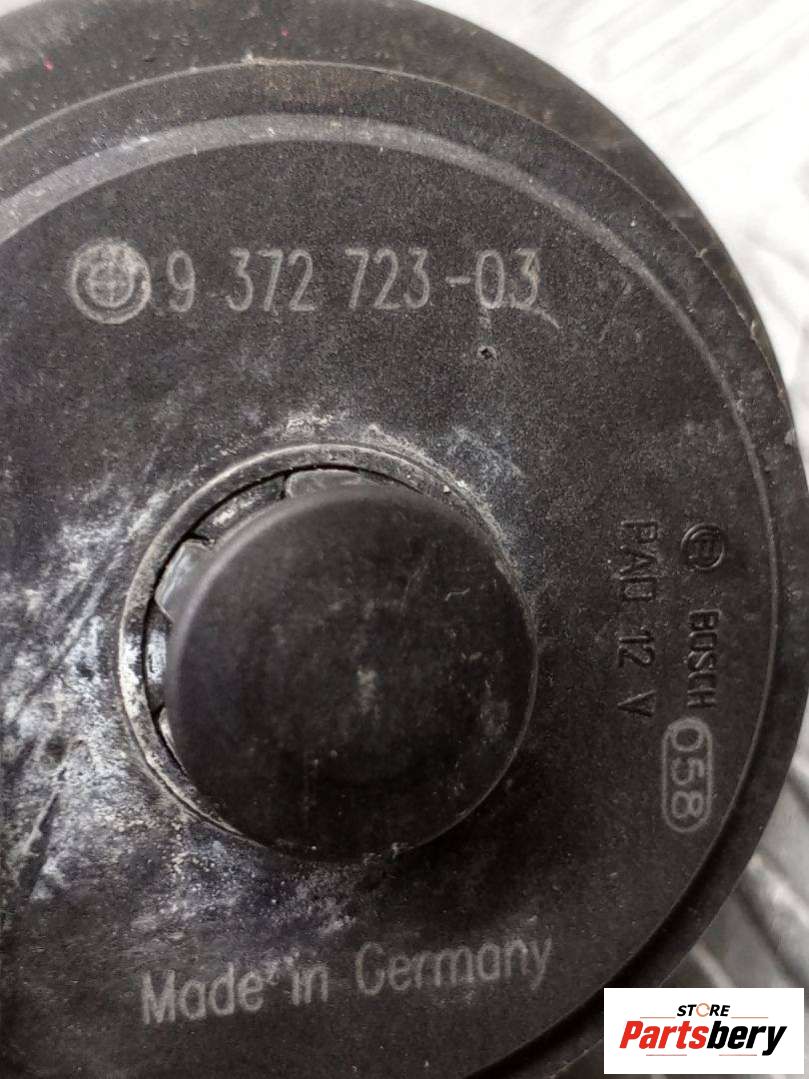 9 372 723-03
BOSCH 058
PAD 12 V
Made in Germany
STORE
Partsbery